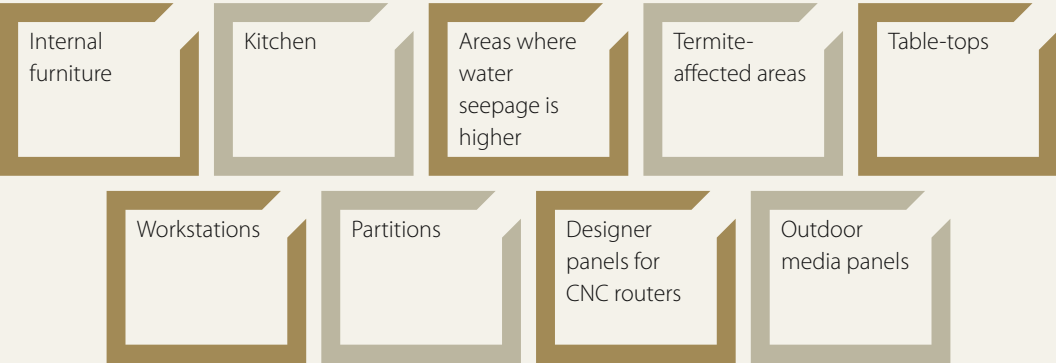 Internal
furniture
Kitchen
Areas where
water
seepage is
higher
Termite-
affected areas
Table-tops
Workstations
Partitions
Designer
panels for
CNC routers
Outdoor
media panels